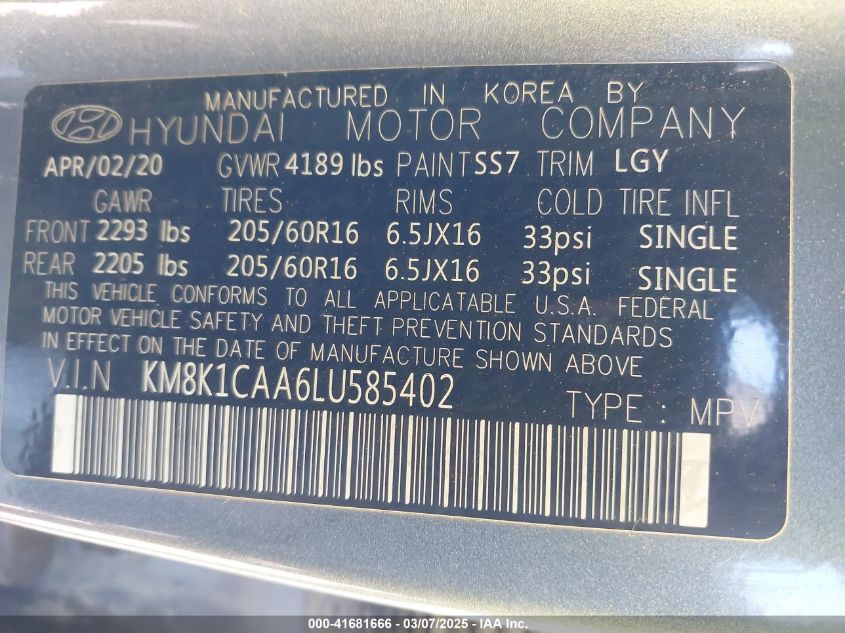 MANUFACTURED IN KOREA BY
HYUNDAI MOTOR COMPANY
APR/02/20 GVWR 4189 lbs PAINT SS7 TRIM LGY
GAWR TIRES RIMS COLD TIRE INFL
FRONT 2293 lbs 205/60R16 6.5JX16 33psi SINGLE
REAR 2205 lbs 205/60R16 6.5JX16 33psi SINGLE
THIS VEHICLE CONFORMS TO ALL APPLICATABLE U.S.A. FEDERAL
MOTOR VEHICLE SAFETY AND THEFT PREVENTION STANDARDS
IN EFFECT ON THE DATE OF MANUFACTURE SHOWN ABOVE
V.I.N KM8K1CAA6LU585402 TYPE : MPV
000-41681666 - 03/07/2025 - IAA Inc.